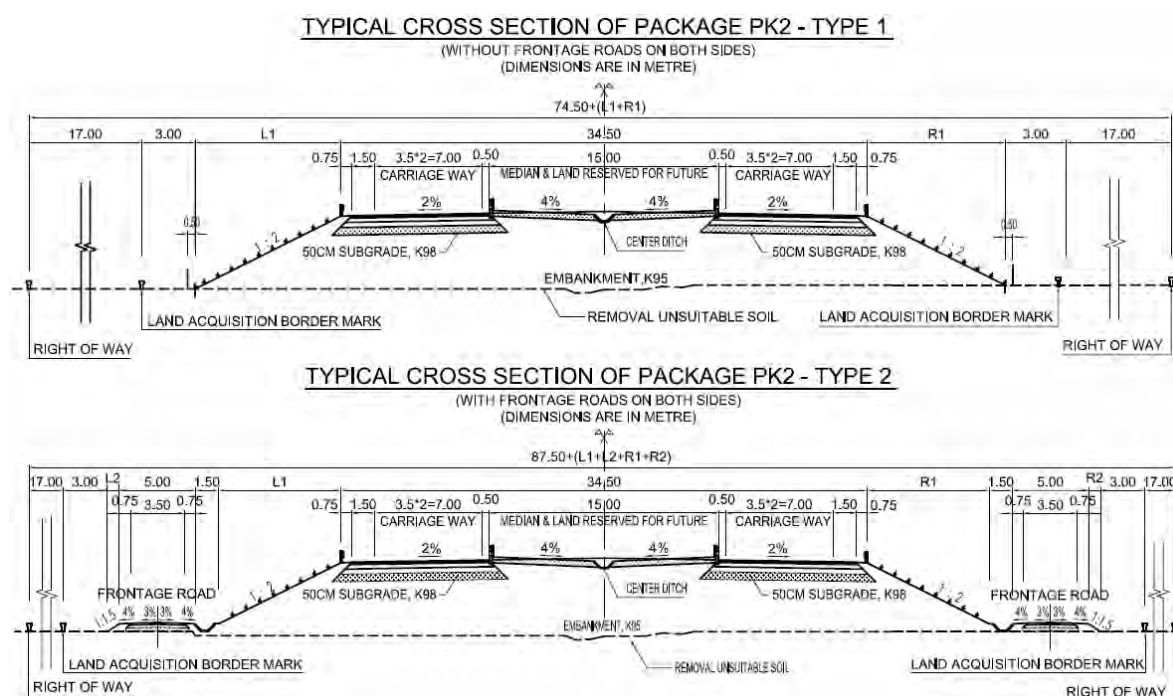 TYPICAL CROSS SECTION OF PACKAGE PK2 - TYPE 1
(WITHOUT FRONTAGE ROADS ON BOTH SIDES)
(DIMENSIONS ARE IN METRE)
74.50+(L1+R1)
17.00 3.00 L1 34.50 R1 3.00 17.00
0.75 1.50 3.5*2=7.00 0.50 15.00 0.50 3.5*2=7.00 1.50 0.75
CARRIAGE WAY MEDIAN & LAND RESERVED FOR FUTURE CARRIAGE WAY
2% 4% 4% 2%
0.50 1:2 1:2 0.50
50CM SUBGRADE, K98 CENTER DITCH 50CM SUBGRADE, K98
EMBANKMENT,K95
LAND ACQUISITION BORDER MARK REMOVAL UNSUITABLE SOIL LAND ACQUISITION BORDER MARK
RIGHT OF WAY RIGHT OF WAY
TYPICAL CROSS SECTION OF PACKAGE PK2 - TYPE 2
(WITH FRONTAGE ROADS ON BOTH SIDES)
(DIMENSIONS ARE IN METRE)
87.50+(L1+L2+R1+R2)
17.00 3.00 L2 5.00 1.50 L1 34.50 R1 1.50 5.00 R2 3.00 17.00
0.75 3.50 0.75 0.75 1.50 3.5*2=7.00 0.50 15.00 0.50 3.5*2=7.00 1.50 0.75 0.75 3.50 0.75
CARRIAGE WAY MEDIAN & LAND RESERVED FOR FUTURE CARRIAGE WAY
2% 4% 4% 2%
FRONTAGE ROAD 1:2 50CM SUBGRADE, K98 CENTER DITCH 50CM SUBGRADE, K98 1:2 FRONTAGE ROAD
1:1.5 4% 3% 3% 4% 4% 3% 3% 4% 1:1.5
EMBANKMENT, K95
LAND ACQUISITION BORDER MARK REMOVAL UNSUITABLE SOIL LAND ACQUISITION BORDER MARK
RIGHT OF WAY RIGHT OF WAY